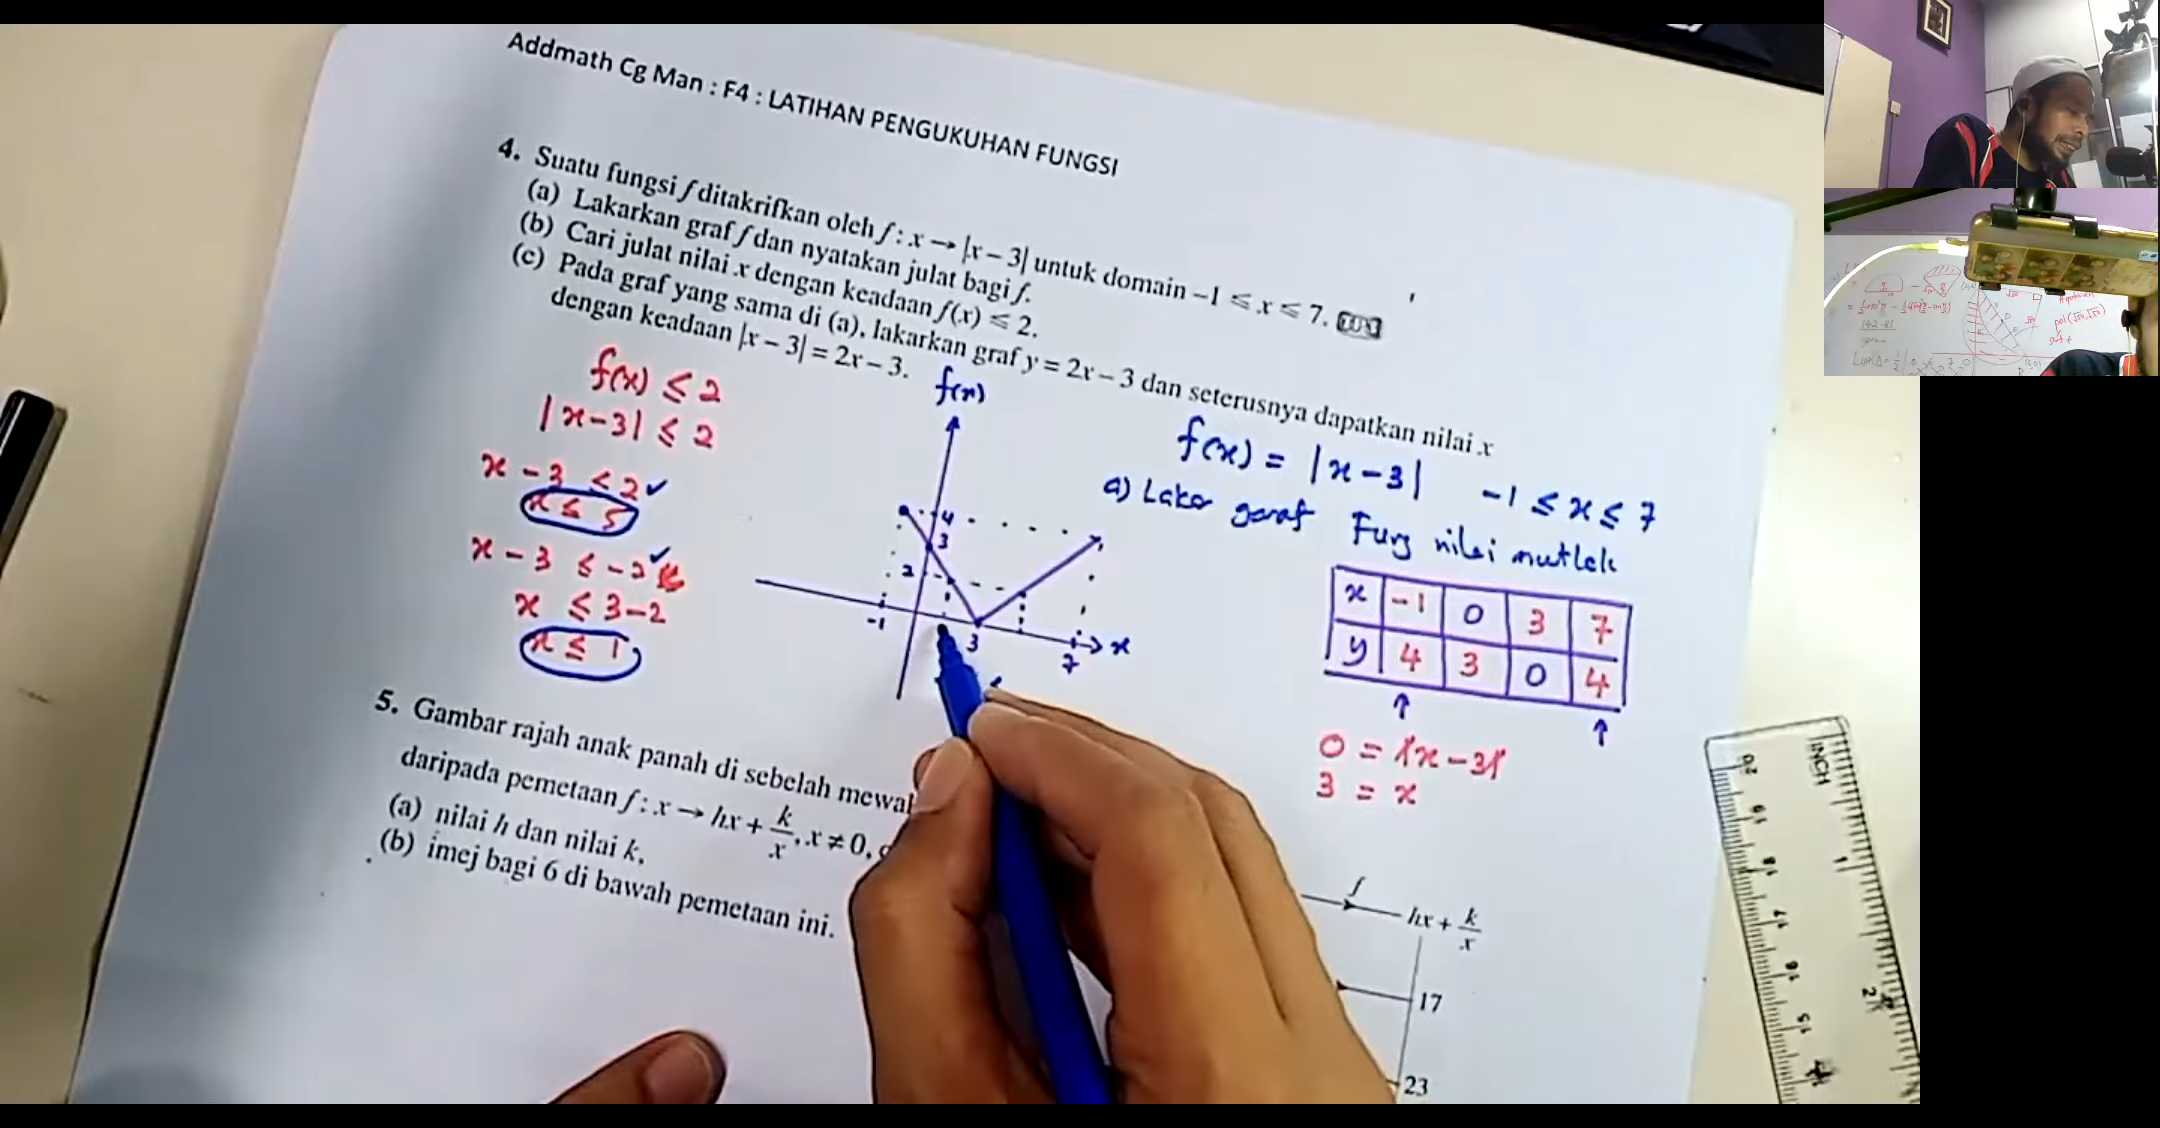 Addmath Cg Man : F4 : LATIHAN PENGUKUHAN FUNGSI
4. Suatu fungsi f ditakrifkan oleh f : x → |x – 3| untuk domain –1 ⩽ x ⩽ 7.
(a) Lakarkan graf f dan nyatakan julat bagi f.
(b) Cari julat nilai x dengan keadaan f(x) ⩽ 2.
(c) Pada graf yang sama di (a), lakarkan graf y = 2x – 3 dan seterusnya dapatkan nilai x
dengan keadaan |x – 3| = 2x – 3.
f(x) ≤ 2
|x-3| ≤ 2
x - 3 ≤ 2
x ≤ 5
x - 3 ≤ -2
x ≤ 3-2
x ≤ 1
f(x)
4
3
2
-1
3
7
x
f(x) = |x-3| -1 ≤ x ≤ 7
a) Lakar graf Fung nilai mutlak
x -1 0 3 7
y 4 3 0 4
↑ ↑
0 = |x-3|
3 = x
5. Gambar rajah anak panah di sebelah
daripada pemetaan f : x → hx + k/x, x ≠ 0,
(a) nilai h dan nilai k,
(b) imej bagi 6 di bawah pemetaan ini.
f
hx + k/x
17
23
INCH
1
2